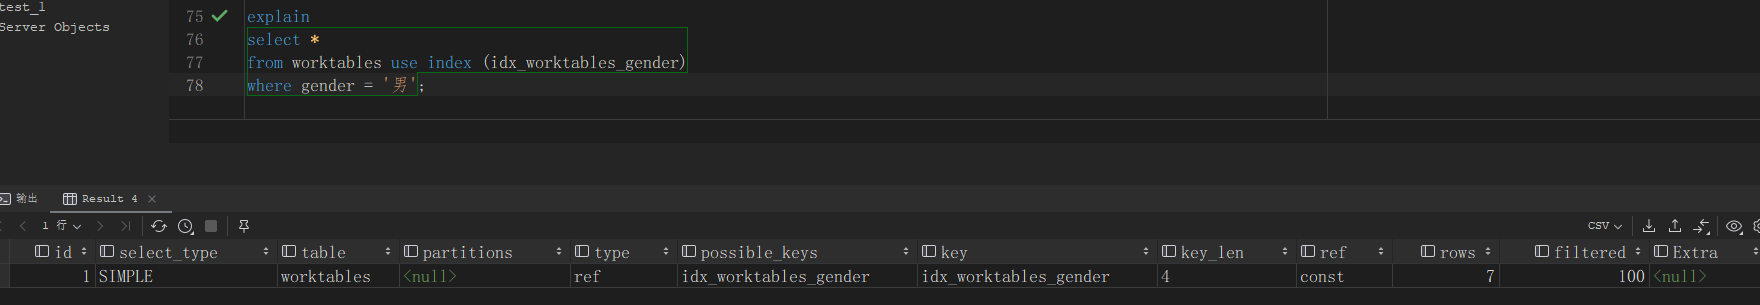 test_1
Server Objects
75 explain
76 select *
77 from worktables use index (idx_worktables_gender)
78 where gender = '男';
输出 Result 4
1 行 CSV
id select_type table partitions type possible_keys key key_len ref rows filtered Extra
1 SIMPLE worktables <null> ref idx_worktables_gender idx_worktables_gender 4 const 7 100 <null>